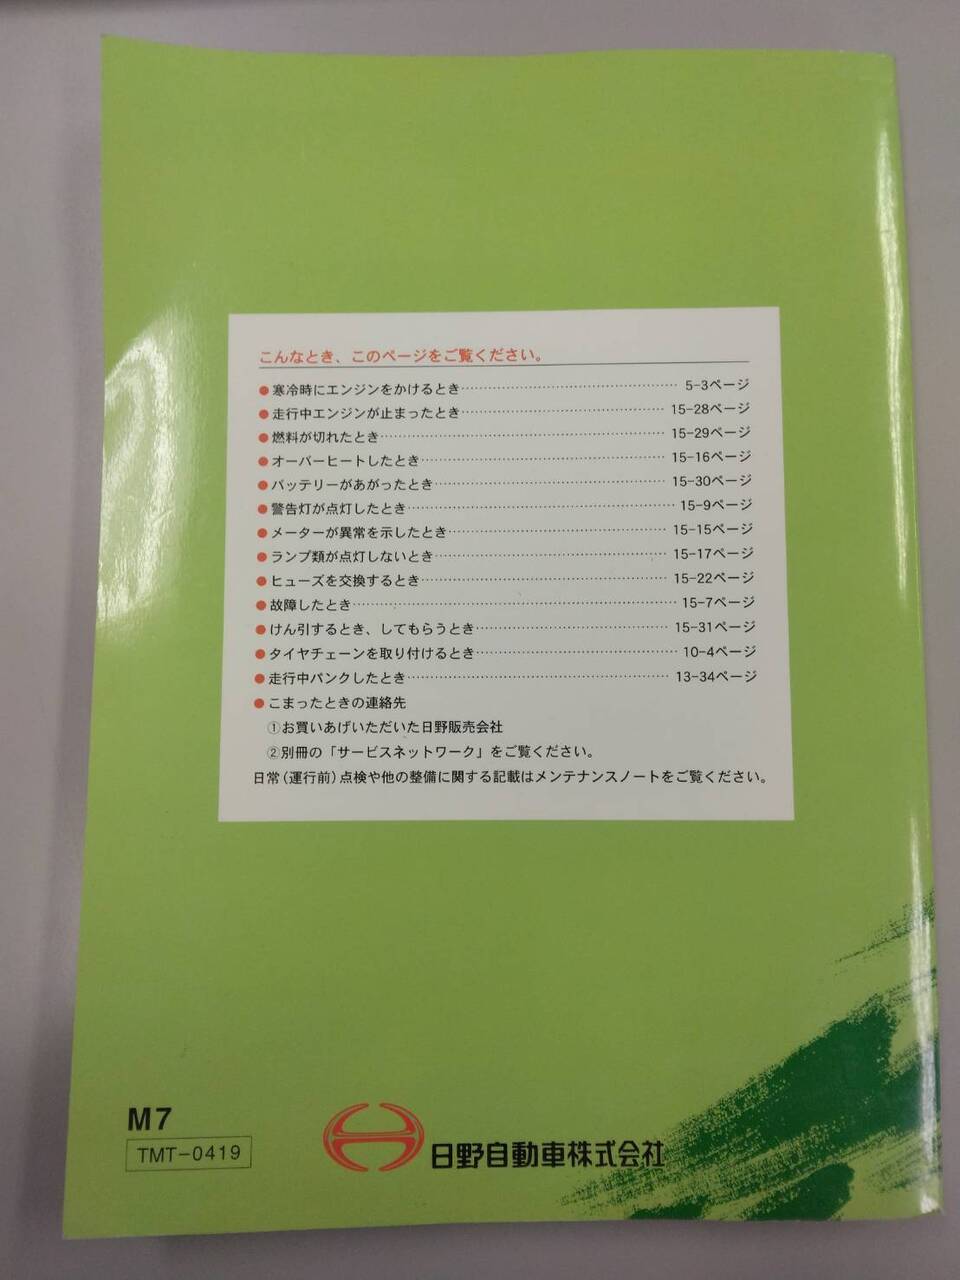 こんなとき、このページをご覧ください。
●寒冷時にエンジンをかけるとき……………………………… 5-3ページ
●走行中エンジンが止まったとき……………………………… 15-28ページ
●燃料が切れたとき……………………………… 15-29ページ
●オーバーヒートしたとき……………………………… 15-16ページ
●バッテリーがあがったとき……………………………… 15-30ページ
●警告灯が点灯したとき……………………………… 15-9ページ
●メーターが異常を示したとき……………………………… 15-15ページ
●ランプ類が点灯しないとき……………………………… 15-17ページ
●ヒューズを交換するとき……………………………… 15-22ページ
●故障したとき……………………………… 15-7ページ
●けん引するとき、してもらうとき……………………………… 15-31ページ
●タイヤチェーンを取り付けるとき……………………………… 10-4ページ
●走行中パンクしたとき……………………………… 13-34ページ
●こまったときの連絡先
①お買いあげいただいた日野販売会社
②別冊の「サービスネットワーク」をご覧ください。
日常(運行前)点検や他の整備に関する記載はメンテナンスノートをご覧ください。
M7
TMT-0419
日野自動車株式会社